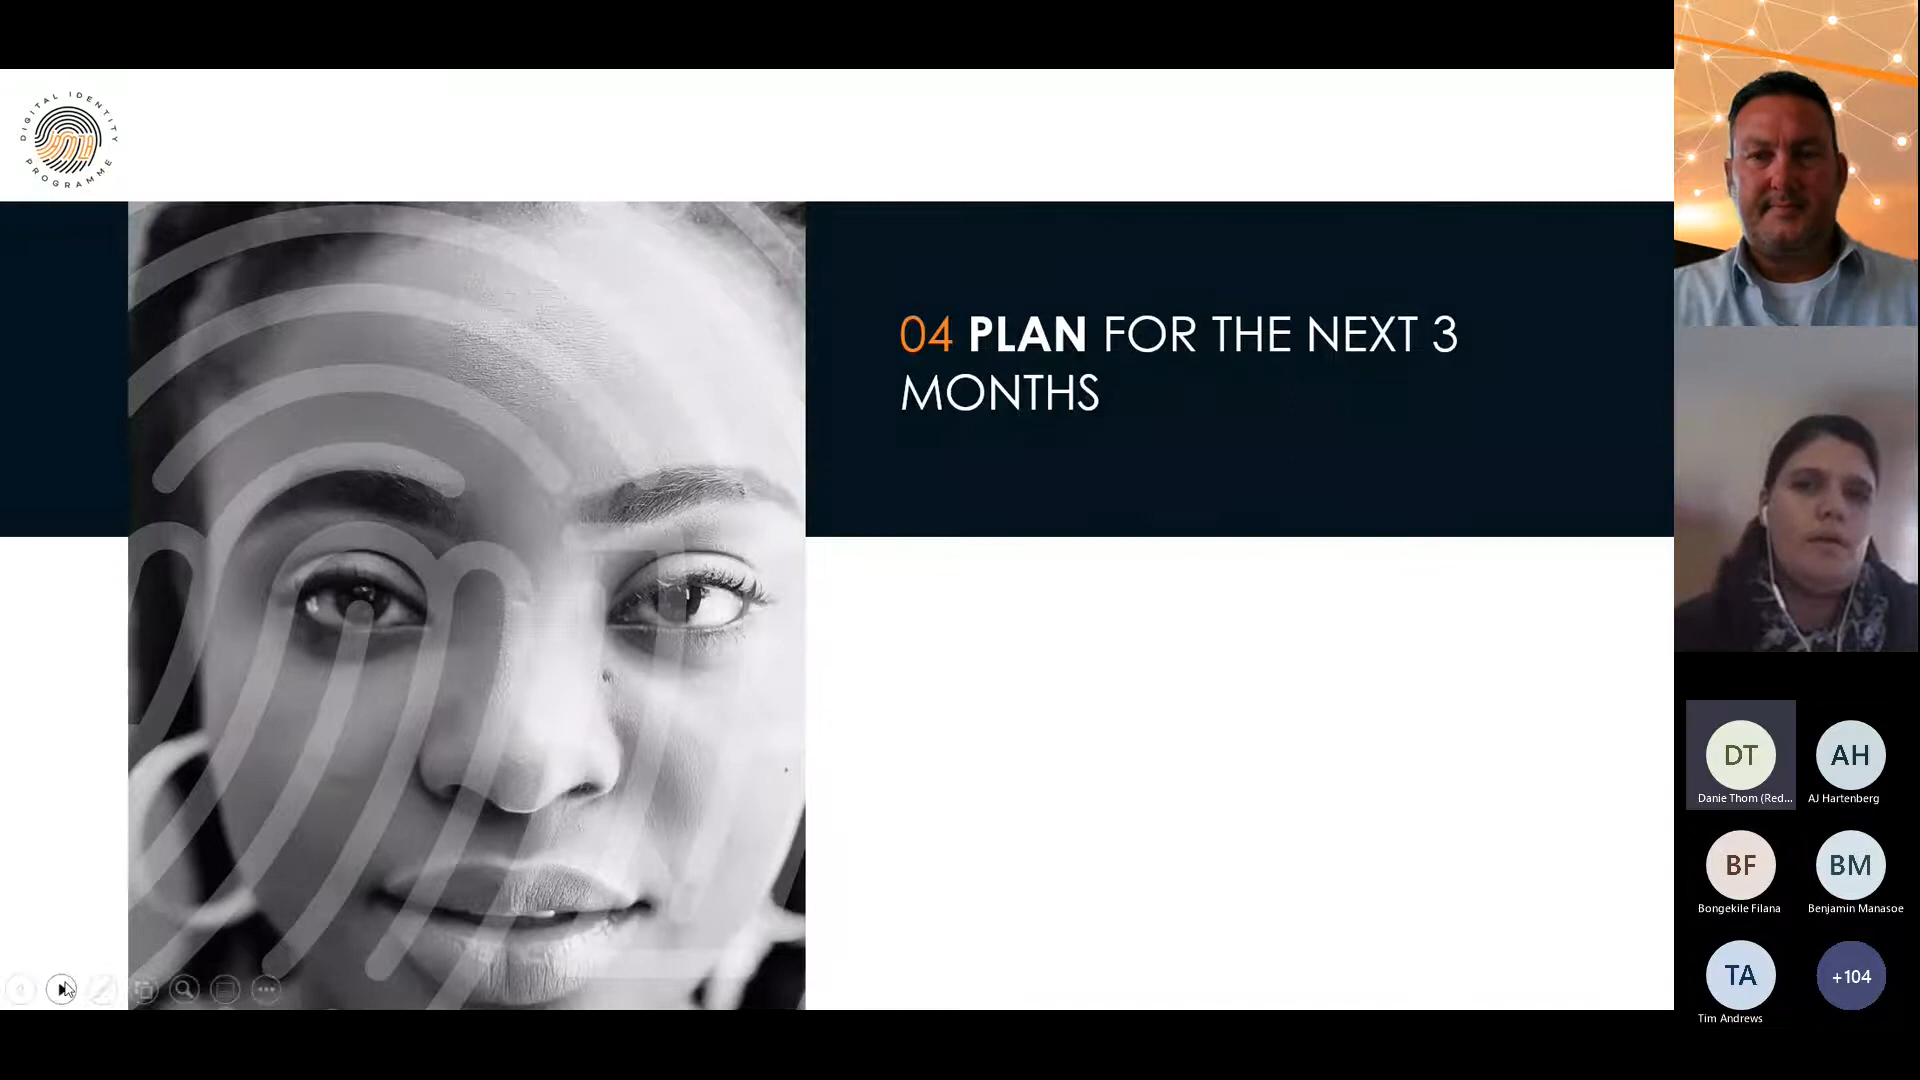 DIGITAL IDENTITY
PROGRAMME
04 PLAN FOR THE NEXT 3
MONTHS
DT
Danie Thom (Red...
AH
AJ Hartenberg
BF
Bongekile Filana
BM
Benjamin Manasoe
TA
Tim Andrews
+104